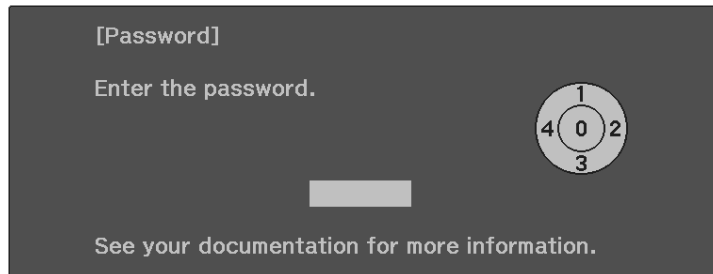 [Password]
Enter the password.
1
4 0 2
3
See your documentation for more information.